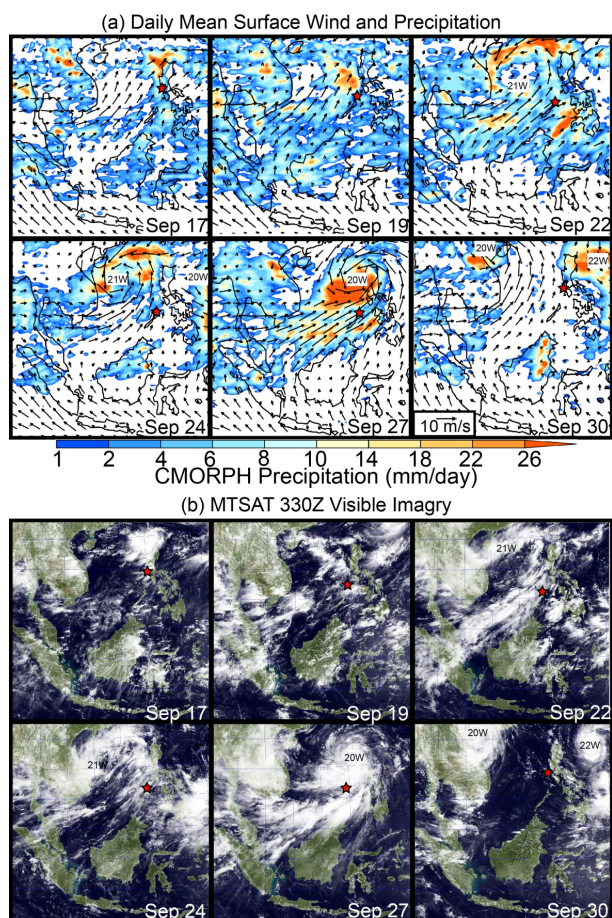 (a) Daily Mean Surface Wind and Precipitation
21W
Sep 17
Sep 19
Sep 22
21W
20W
20W
20W
22W
Sep 24
Sep 27
Sep 30
10 m/s
1 2 4 6 8 10 14 18 22 26
CMORPH Precipitation (mm/day)
(b) MTSAT 330Z Visible Imagry
21W
Sep 17
Sep 19
Sep 22
21W
20W
20W
22W
Sep 24
Sep 27
Sep 30